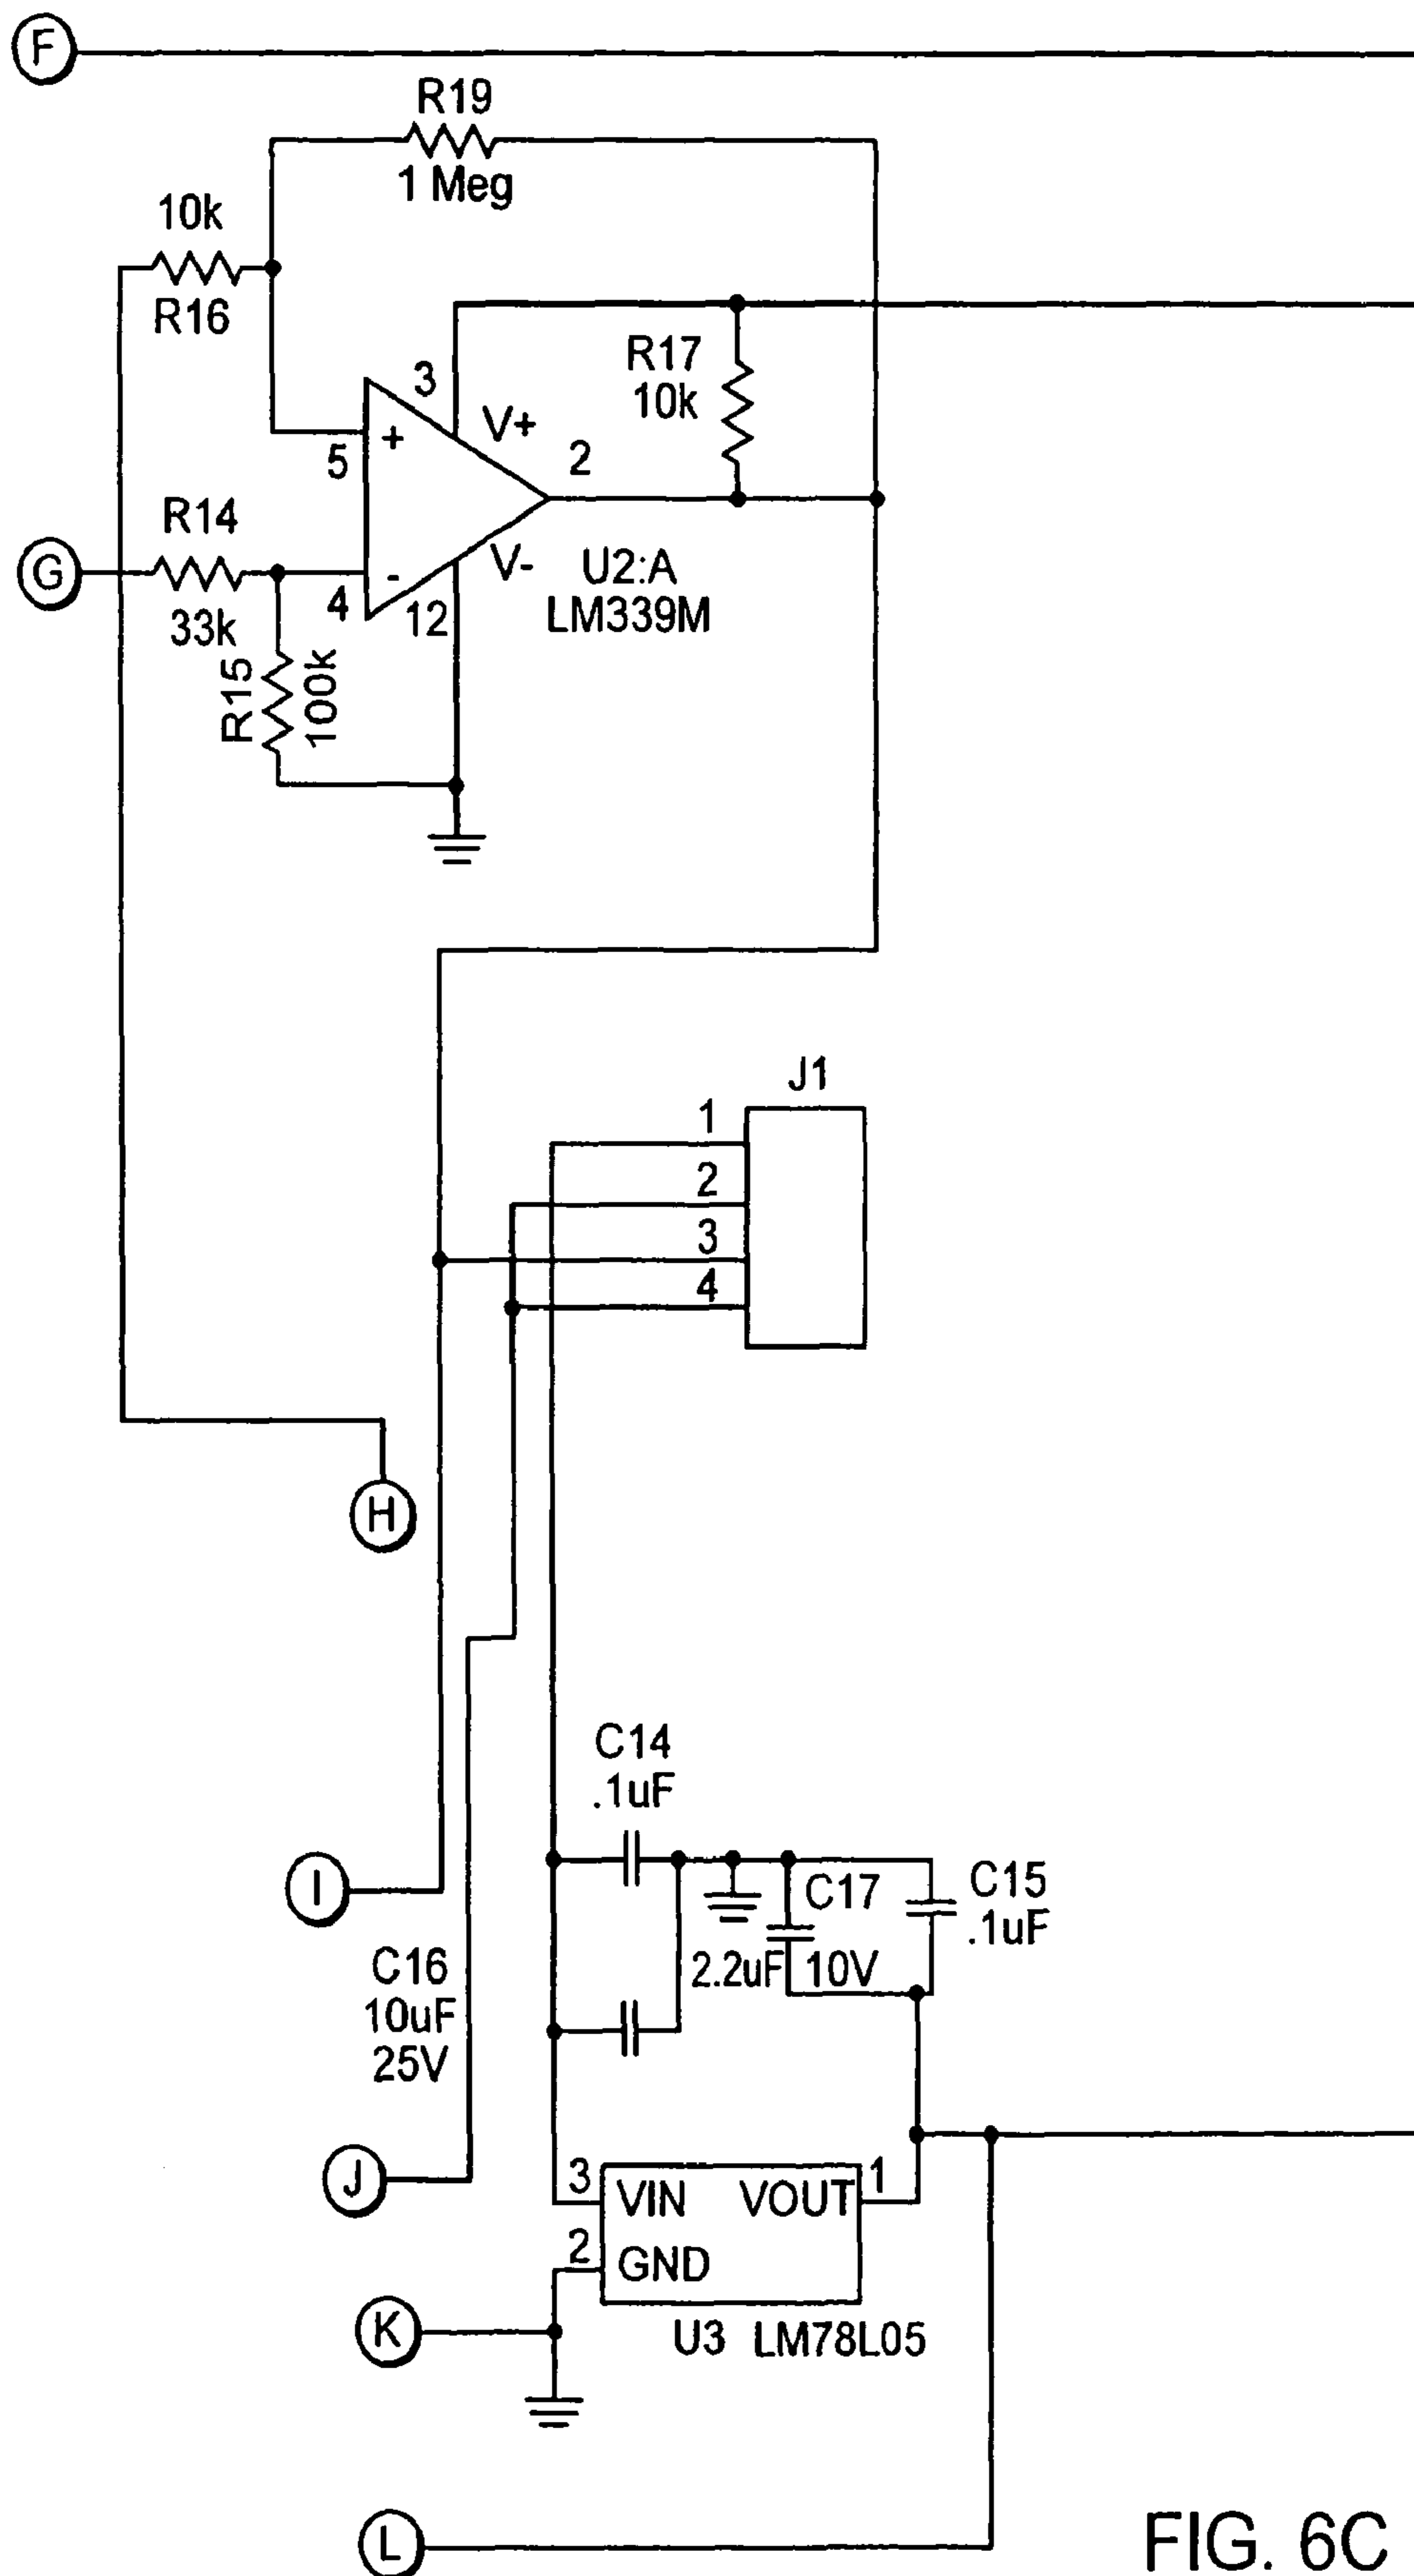 F
R19
1 Meg
10k
R16
R17
10k
3
V+
+
5
2
R14
G
33k
-
4
V-
12
U2:A
LM339M
R15
100k
J1
1
2
3
4
H
C14
.1uF
I
C17
2.2uF 10V
C15
.1uF
C16
10uF
25V
J
3
VIN
VOUT
1
2
GND
K
U3 LM78L05
L
FIG. 6C